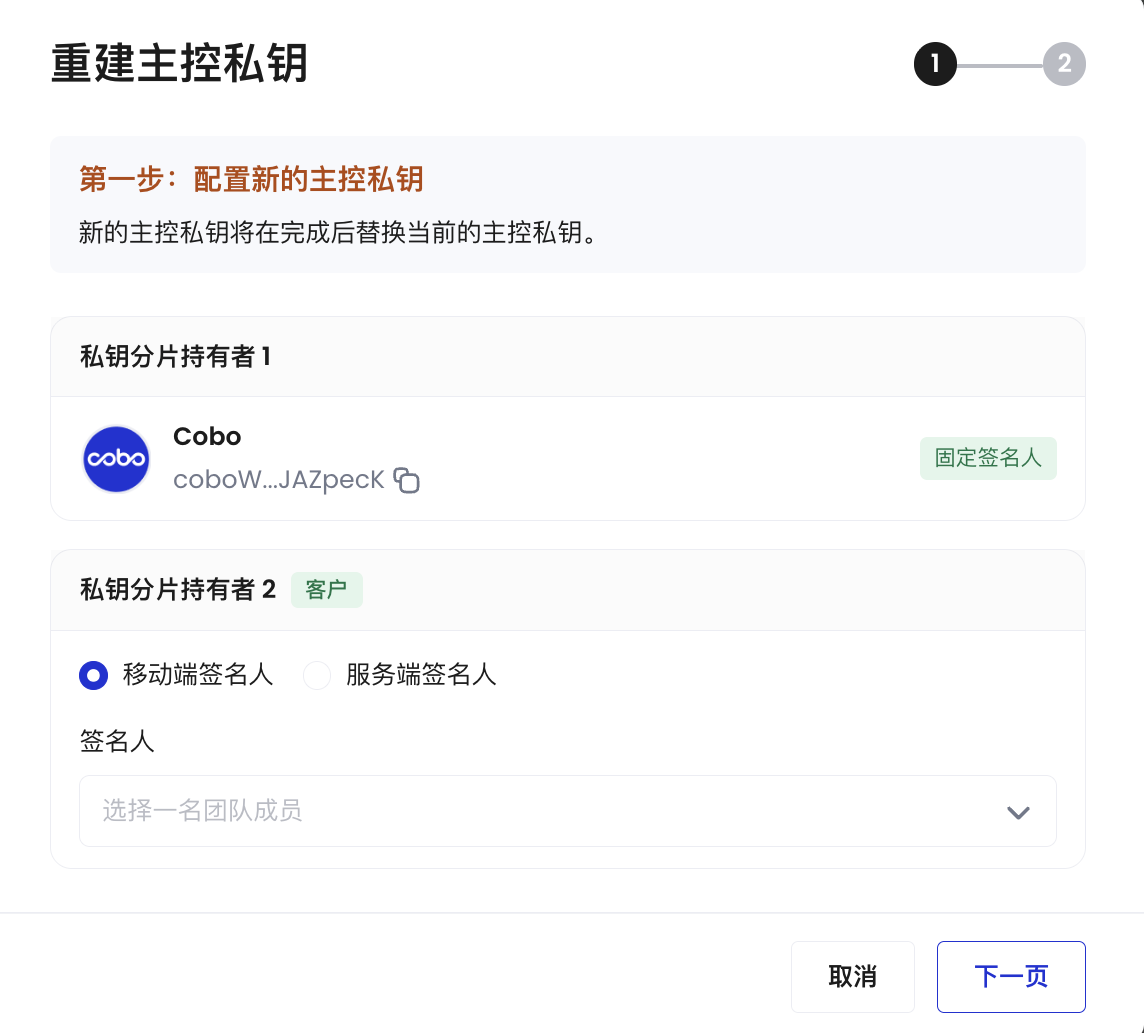 重建主控私钥
1
2
第一步：配置新的主控私钥
新的主控私钥将在完成后替换当前的主控私钥。
私钥分片持有者 1
cobo
Cobo
coboW...JAZpecK
固定签名人
私钥分片持有者 2
客户
移动端签名人
服务端签名人
签名人
选择一名团队成员
取消
下一页